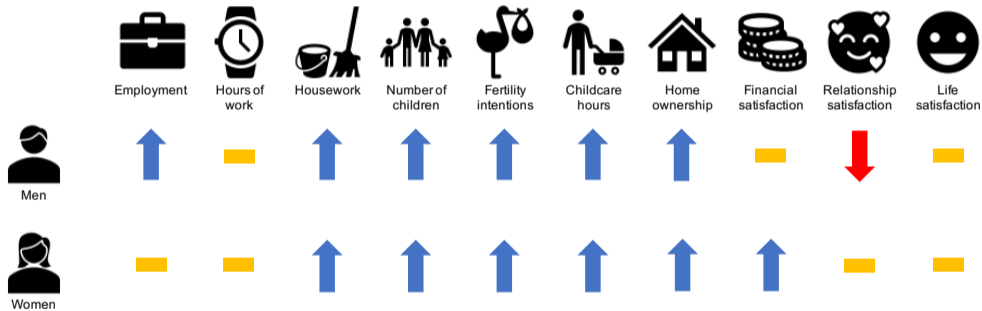 Employment
Hours of
work
Housework
Number of
children
Fertility
intentions
Childcare
hours
Home
ownership
Financial
satisfaction
Relationship
satisfaction
Life
satisfaction
Men
Women